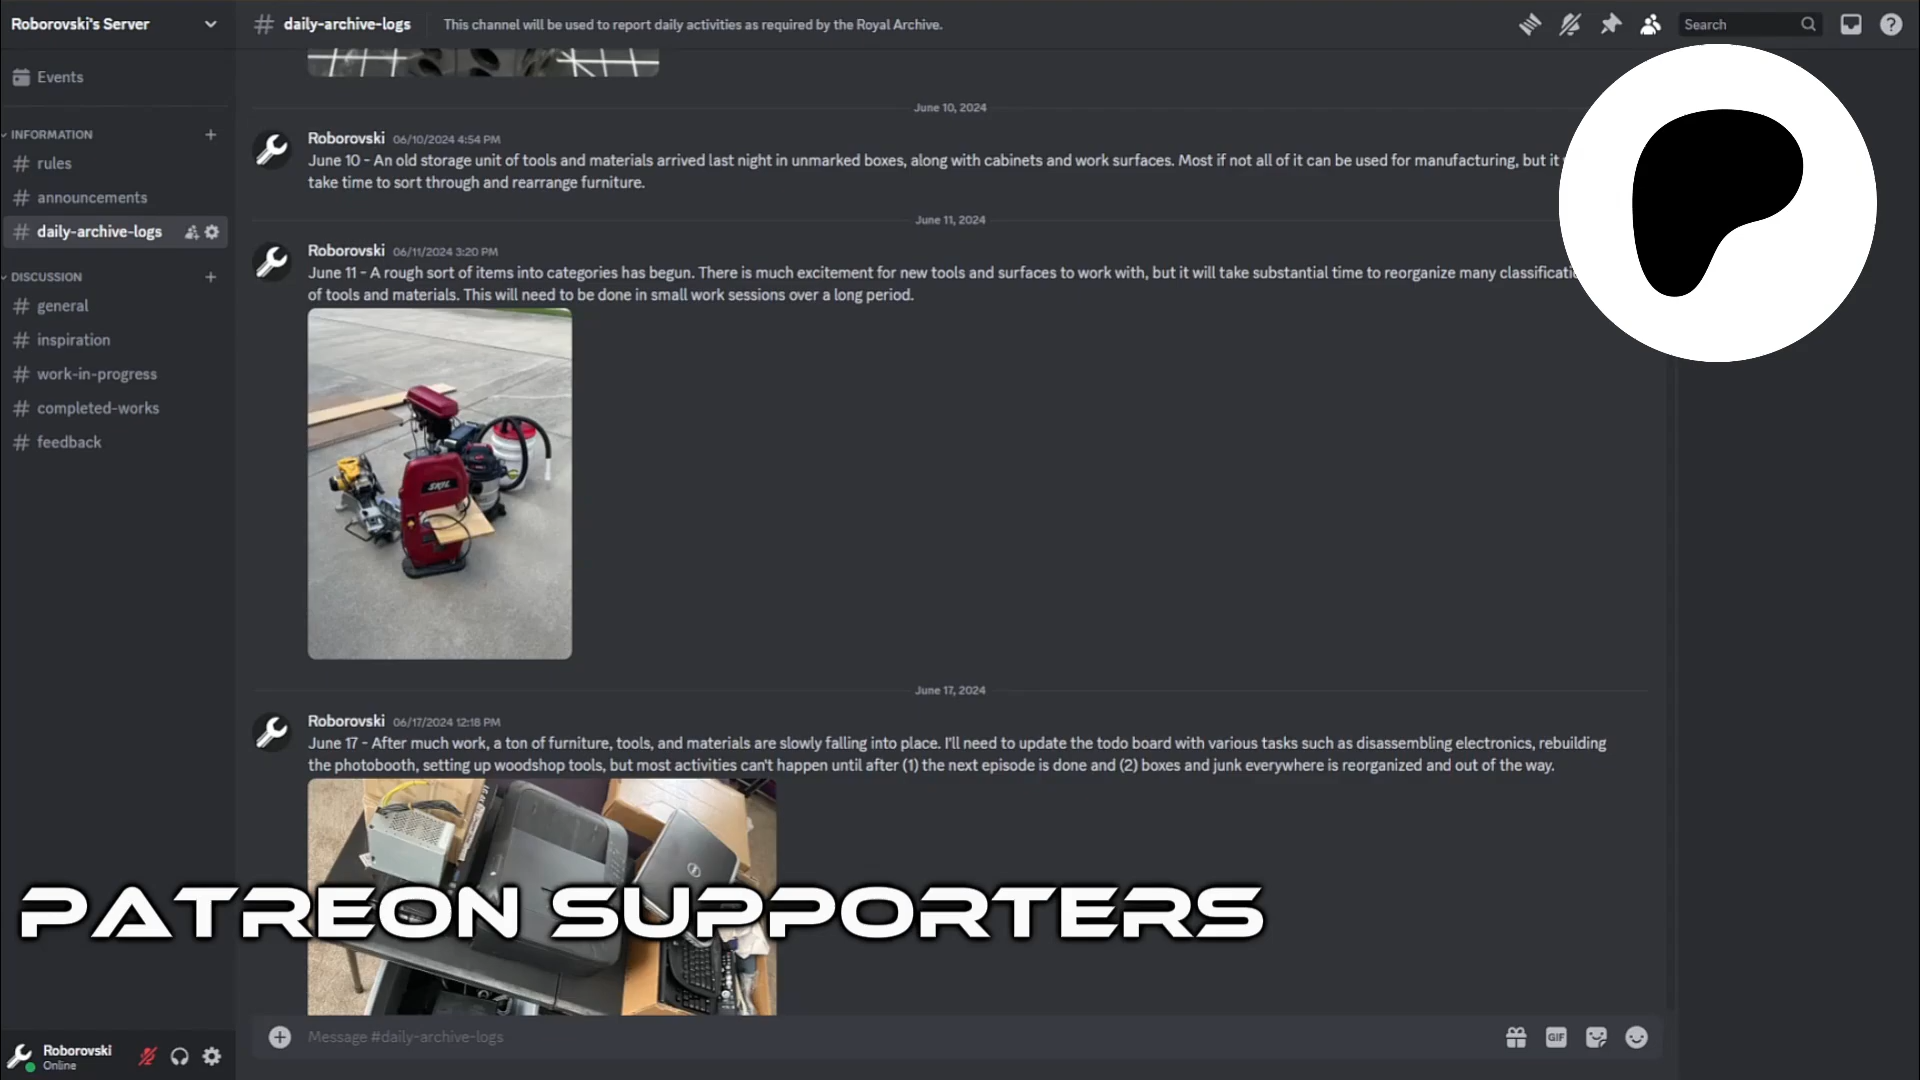 Roborovski's Server
daily-archive-logs
This channel will be used to report daily activities as required by the Royal Archive.
Search
Events
INFORMATION
rules
announcements
daily-archive-logs
DISCUSSION
general
inspiration
work-in-progress
completed-works
feedback
June 10, 2024
Roborovski 06/10/2024 4:54 PM
June 10 - An old storage unit of tools and materials arrived last night in unmarked boxes, along with cabinets and work surfaces. Most if not all of it can be used for manufacturing, but it
take time to sort through and rearrange furniture.
June 11, 2024
Roborovski 06/11/2024 3:20 PM
June 11 - A rough sort of items into categories has begun. There is much excitement for new tools and surfaces to work with, but it will take substantial time to reorganize many
of tools and materials. This will need to be done in small work sessions over a long period.
SKIL
June 17, 2024
Roborovski 06/17/2024 12:18 PM
June 17 - After much work, a ton of furniture, tools, and materials are slowly falling into place. I'll need to update the todo board with various tasks such as disassembling electronics, rebuilding
the photobooth, setting up woodshop tools, but most activities can't happen until after (1) the next episode is done and (2) boxes and junk everywhere is reorganized and out of the way.
PATREON SUPPORTERS
Message #daily-archive-logs
GIF
Roborovski
Online